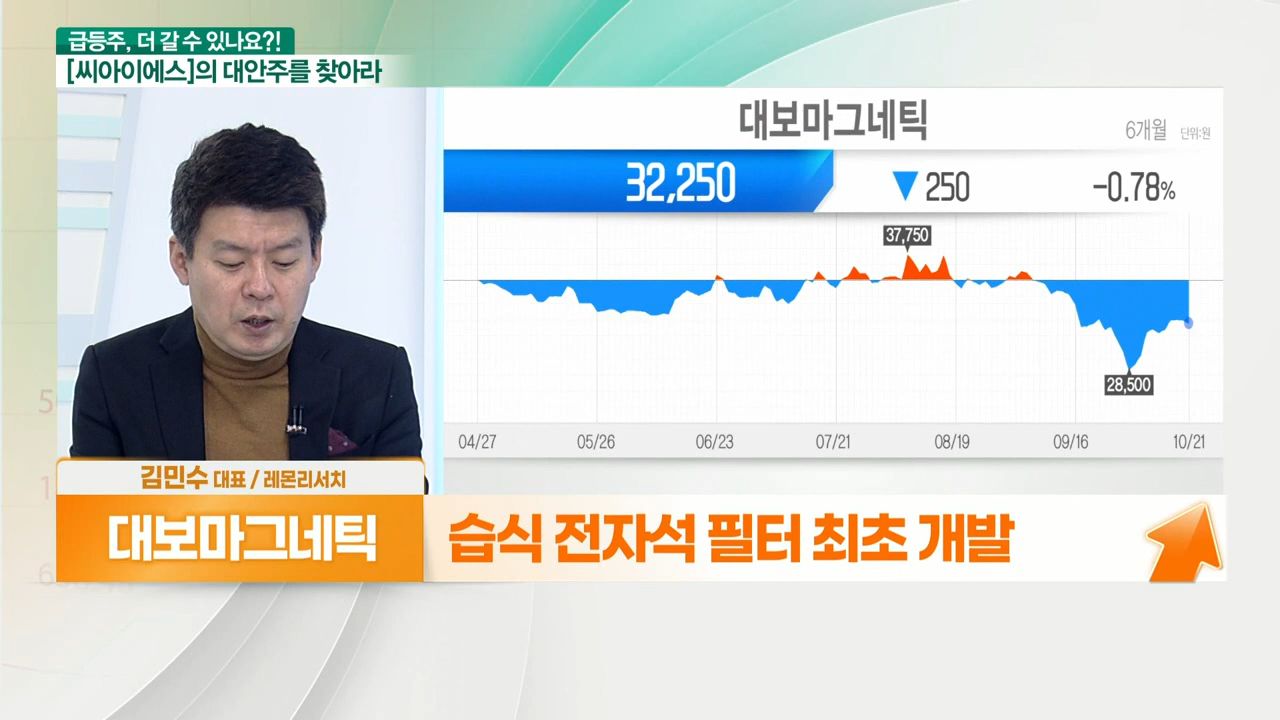 급등주, 더 갈 수 있나요?!
[씨아이에스]의 대안주를 찾아라
대보마그네틱
6개월 단위:원
32,250 ▼250 -0.78%
37,750
28,500
04/27 05/26 06/23 07/21 08/19 09/16 10/21
김민수 대표 / 레몬리서치
대보마그네틱
습식 전자석 필터 최초 개발